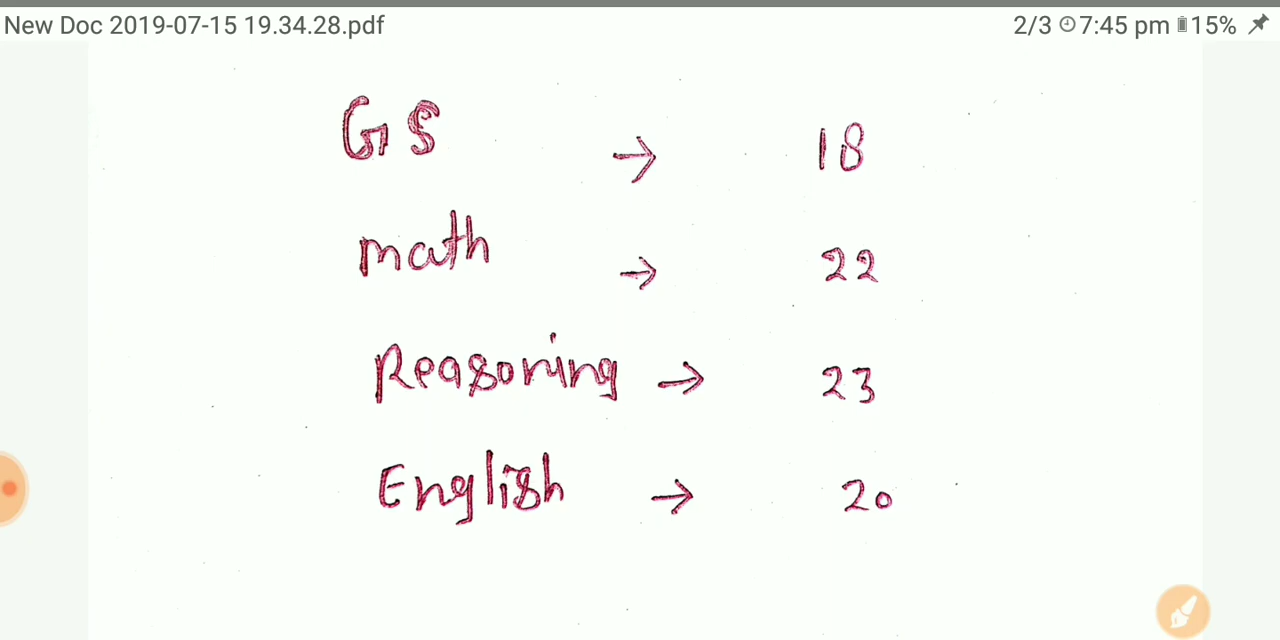 New Doc 2019-07-15 19.34.28.pdf 2/3 7:45 pm 15%
GS → 18
math → 22
Reasoning → 23
English → 20